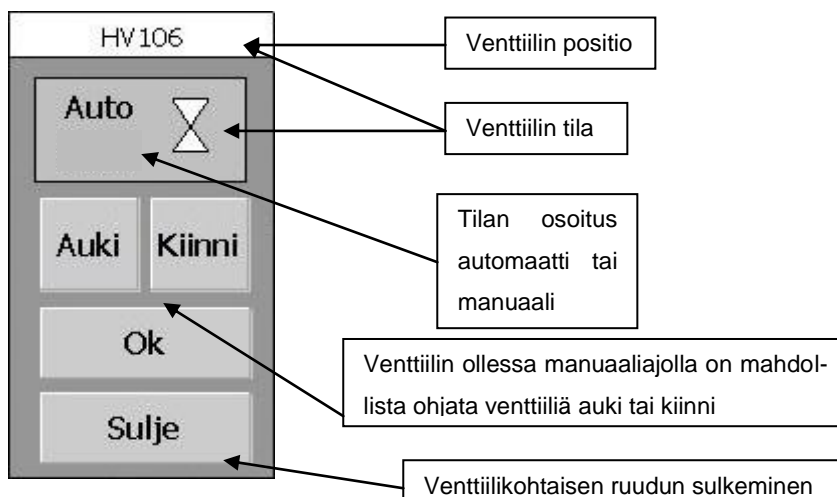 HV106
Auto
Auki
Kiinni
Ok
Sulje
Venttiilin positio
Venttiilin tila
Tilan osoitus
automaatti tai
manuaali
Venttiilin ollessa manuaaliajolla on mahdol-
lista ohjata venttiiliä auki tai kiinni
Venttiilikohtaisen ruudun sulkeminen